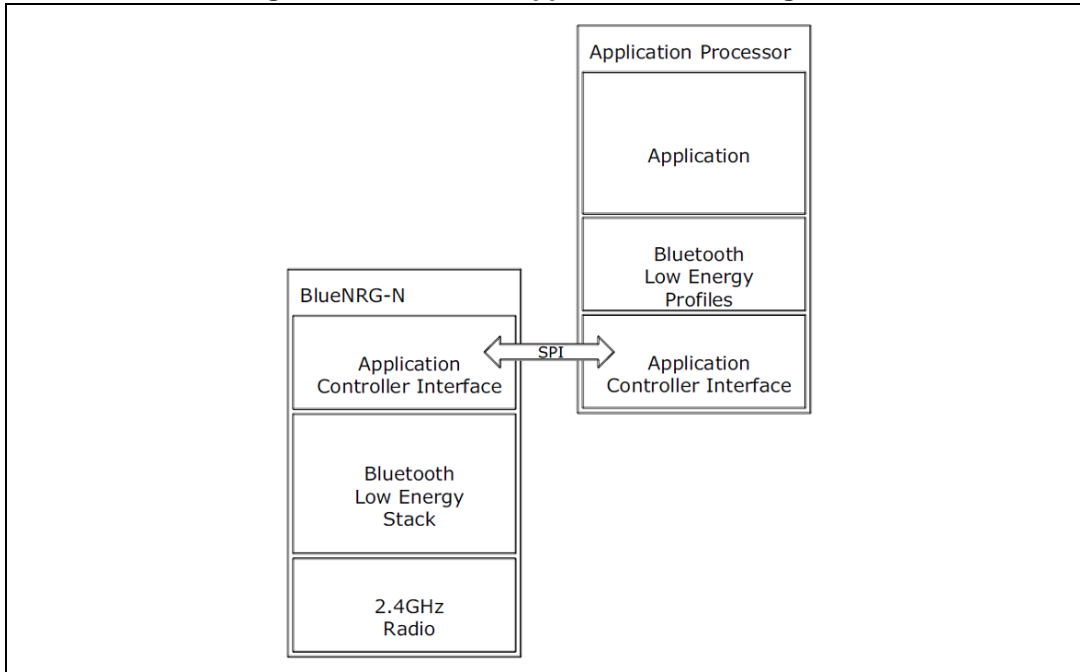 Application Processor
Application
Bluetooth
Low Energy
Profiles
Application
Controller Interface
SPI
BlueNRG-N
Application
Controller Interface
Bluetooth
Low Energy
Stack
2.4GHz
Radio